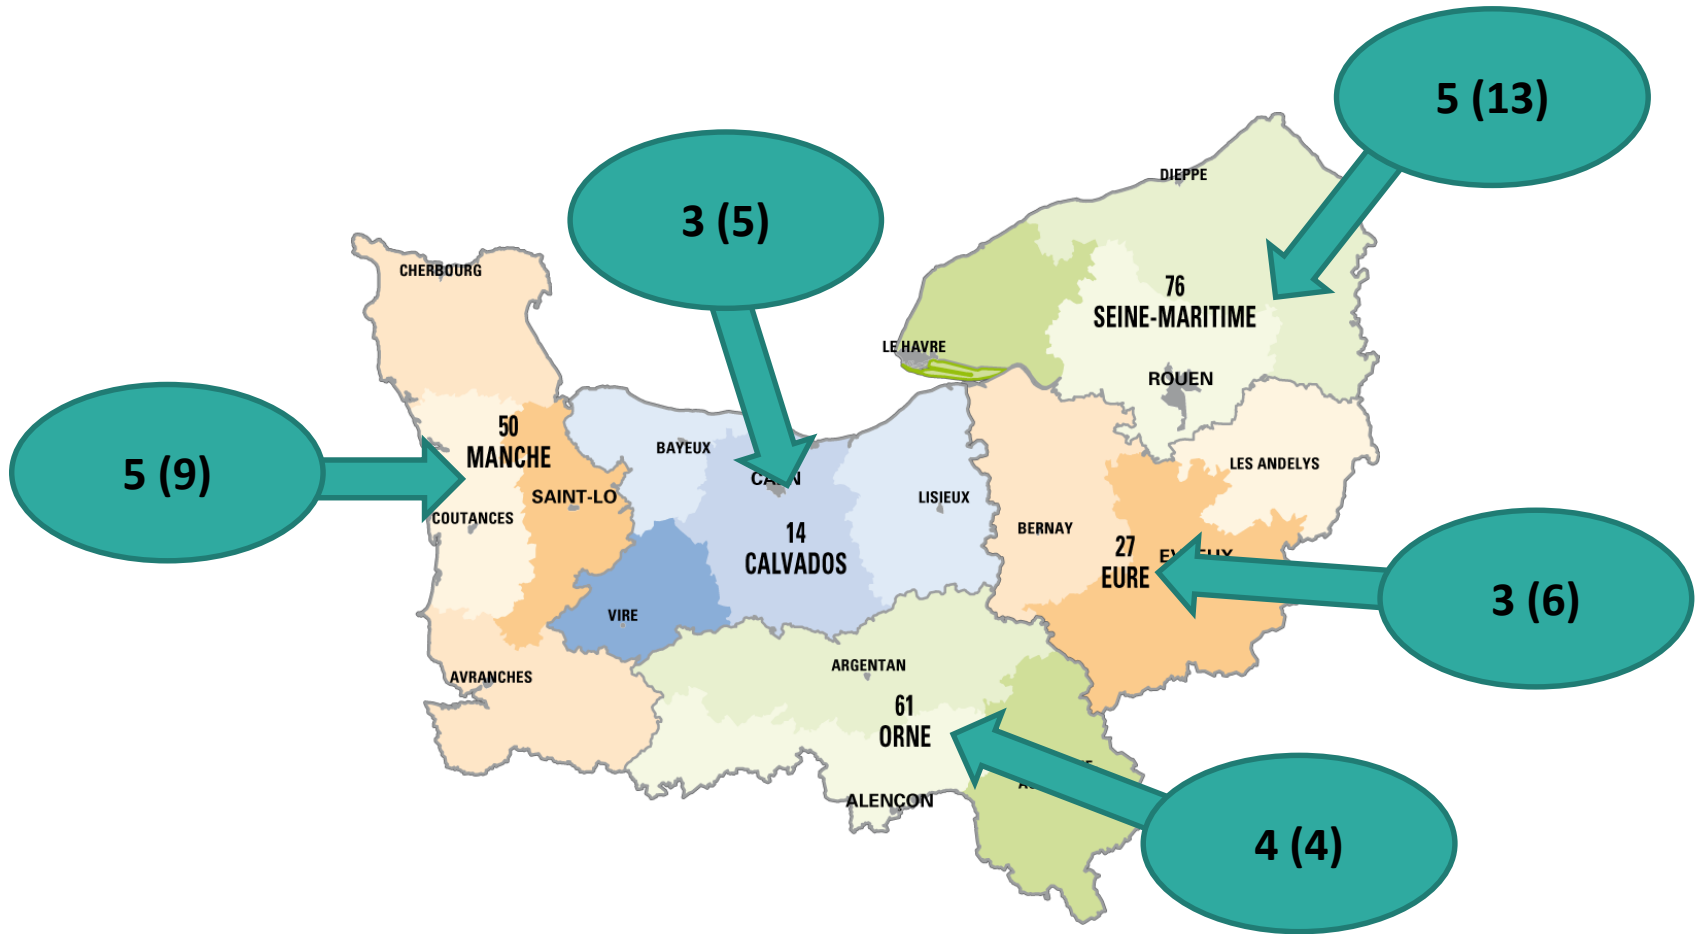 5 (13)
3 (5)
DIEPPE
CHERBOURG
76
SEINE-MARITIME
LE HAVRE
ROUEN
5 (9)
50
MANCHE
BAYEUX
LES ANDELYS
SAINT-LO
LISIEUX
COUTANCES
14
CALVADOS
BERNAY
27
EURE
3 (6)
VIRE
ARGENTAN
AVRANCHES
61
ORNE
ALENÇON
4 (4)